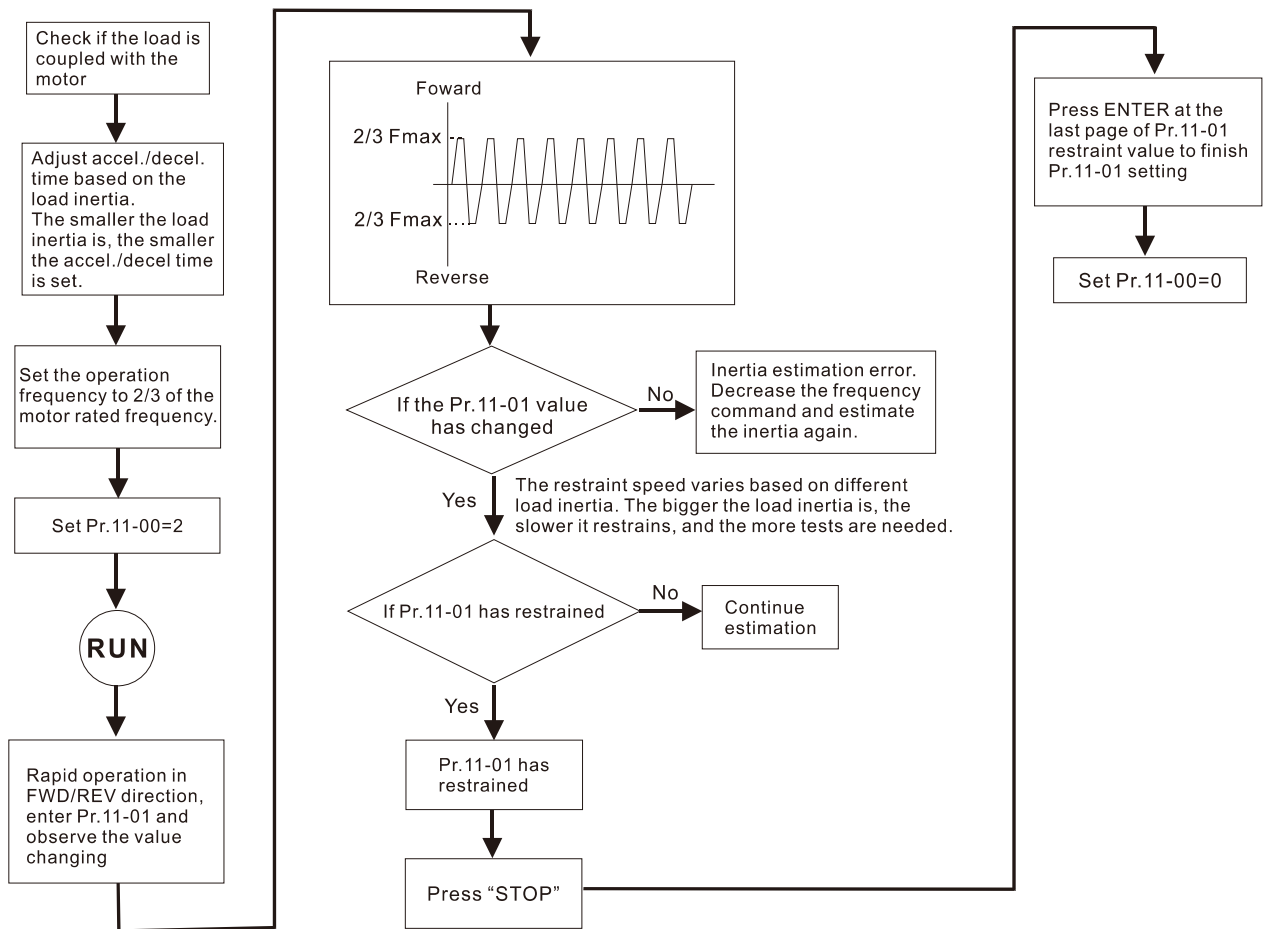 Check if the load is
coupled with the
motor
Adjust accel./decel.
time based on the
load inertia.
The smaller the load
inertia is, the smaller
the accel./decel time
is set.
Set the operation
frequency to 2/3 of the
motor rated frequency.
Set Pr.11-00=2
RUN
Rapid operation in
FWD/REV direction,
enter Pr.11-01 and
observe the value
changing
Foward
2/3 Fmax
2/3 Fmax
Reverse
If the Pr.11-01 value
has changed
No
Inertia estimation error.
Decrease the frequency
command and estimate
the inertia again.
Yes
The restraint speed varies based on different
load inertia. The bigger the load inertia is, the
slower it restrains, and the more tests are needed.
If Pr.11-01 has restrained
No
Continue
estimation
Yes
Pr.11-01 has
restrained
Press “STOP”
Press ENTER at the
last page of Pr.11-01
restraint value to finish
Pr.11-01 setting
Set Pr.11-00=0